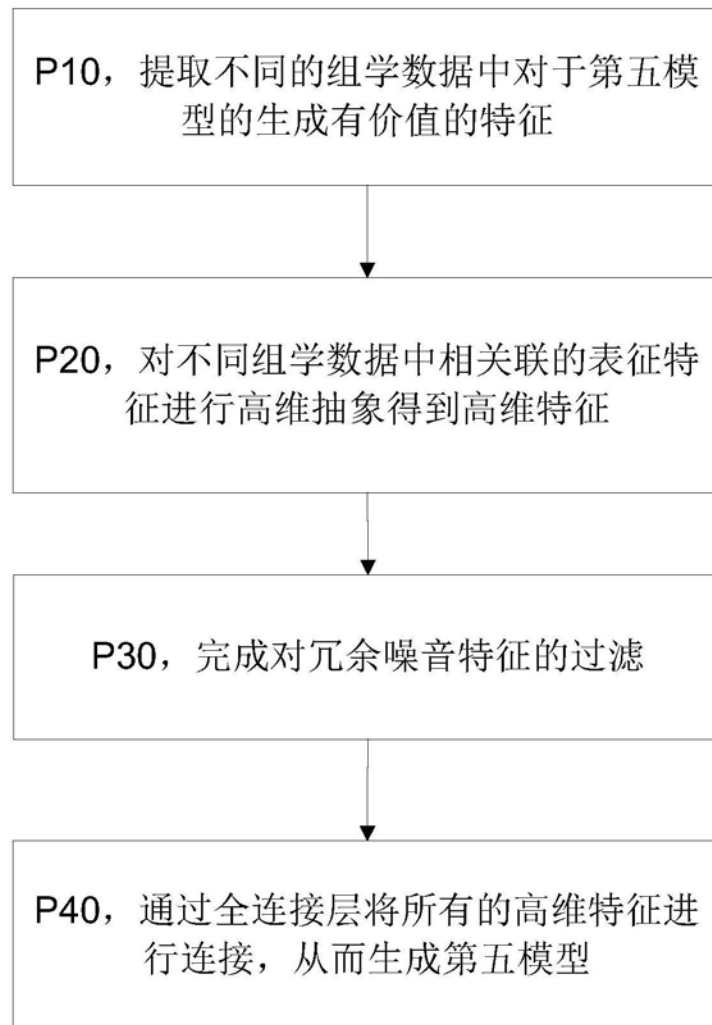 P10，提取不同的组学数据中对于第五模
型的生成有价值的特征
P20，对不同组学数据中相关联的表征特
征进行高维抽象得到高维特征
P30，完成对冗余噪音特征的过滤
P40，通过全连接层将所有的高维特征进
行连接，从而生成第五模型